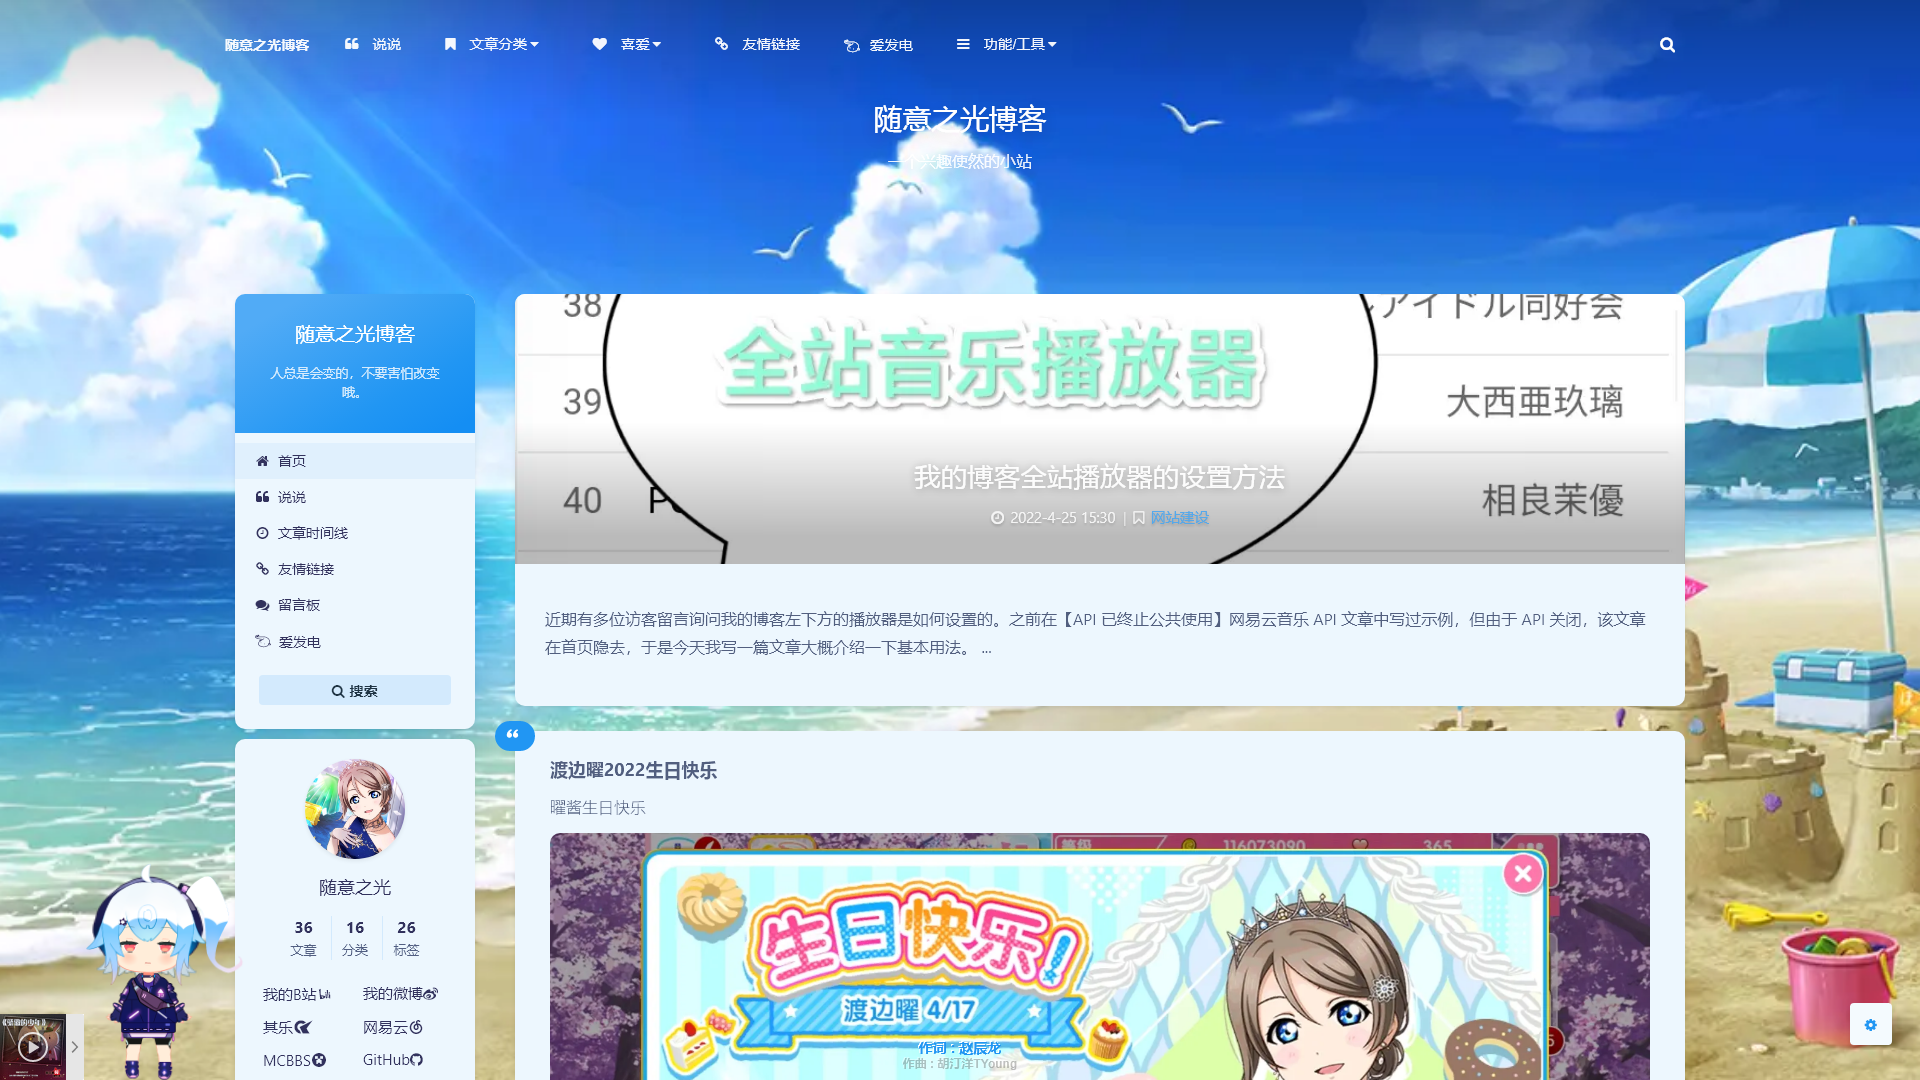 随意之光博客
说说
文章分类
喜爱
友情链接
爱发电
功能/工具
随意之光博客
一个兴趣使然的小站
随意之光博客
人总是会变的，不要害怕改变
哦。
首页
说说
文章时间线
友情链接
留言板
爱发电
搜索
随意之光
36 16 26
文章 分类 标签
我的B站 我的微博
其乐 网易云
MCBBS GitHub
38 ルアイドル同好会
全站音乐播放器
39 大西亜玖璃
40 相良茉優
我的博客全站播放器的设置方法
2022-4-25 15:30 | 网站建设
近期有多位访客留言询问我的博客左下方的播放器是如何设置的。之前在【API 已终止公共使用】网易云音乐 API 文章中写过示例，但由于 API 关闭，该文章
在首页隐去，于是今天我写一篇文章大概介绍一下基本用法。 ...
渡边曜2022生日快乐
曜酱生日快乐
等级 116073090 365
生日快乐!
渡边曜 4/17
作词 : 赵辰龙
作曲 : 胡汀洋TYoung